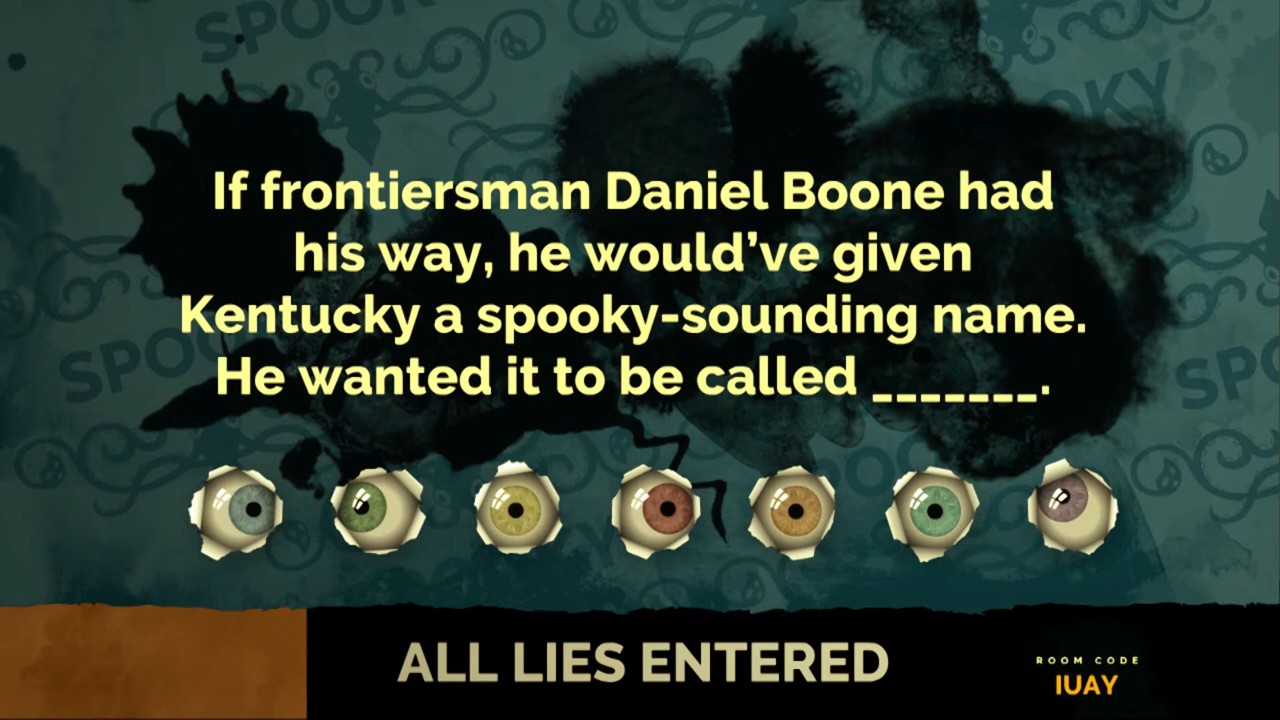 SPOOKY
If frontiersman Daniel Boone had
his way, he would’ve given
Kentucky a spooky-sounding name.
He wanted it to be called _______.
ALL LIES ENTERED
ROOM CODE
IUAY